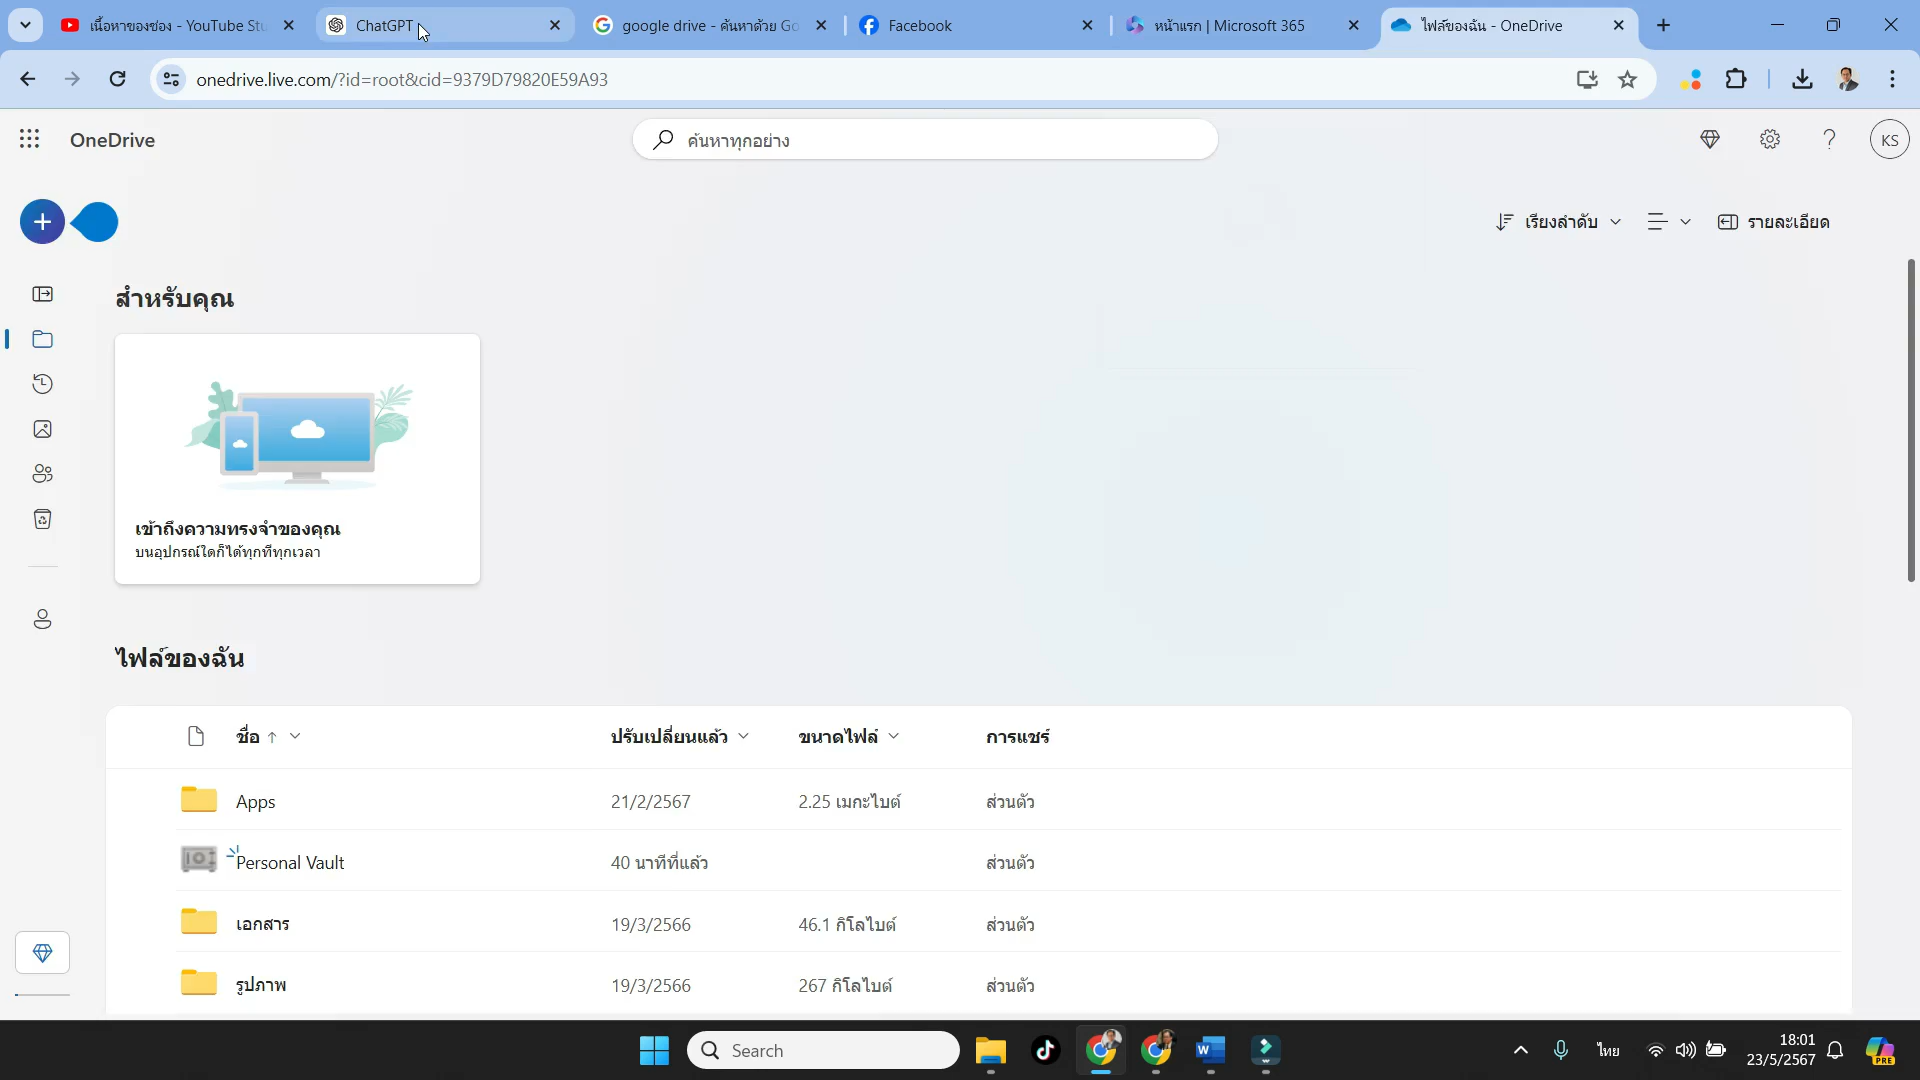 เนื้อหาของช่อง - YouTube Stu
ChatGPT
google drive - ค้นหาด้วย Go
Facebook
หน้าแรก | Microsoft 365
ไฟล์ของฉัน - OneDrive
onedrive.live.com/?id=root&cid=9379D79820E59A93
OneDrive
ค้นหาทุกอย่าง
KS
เรียงลำดับ
รายละเอียด
สำหรับคุณ
เข้าถึงความทรงจำของคุณ
บนอุปกรณ์ใดก็ได้ทุกที่ทุกเวลา
ไฟล์ของฉัน
ชื่อ ↑ ปรับเปลี่ยนแล้ว ขนาดไฟล์ การแชร์
Apps 21/2/2567 2.25 เมกะไบต์ ส่วนตัว
Personal Vault 40 นาทีที่แล้ว ส่วนตัว
เอกสาร 19/3/2566 46.1 กิโลไบต์ ส่วนตัว
รูปภาพ 19/3/2566 267 กิโลไบต์ ส่วนตัว
Search
W
ไทย
18:01
23/5/2567
PRE